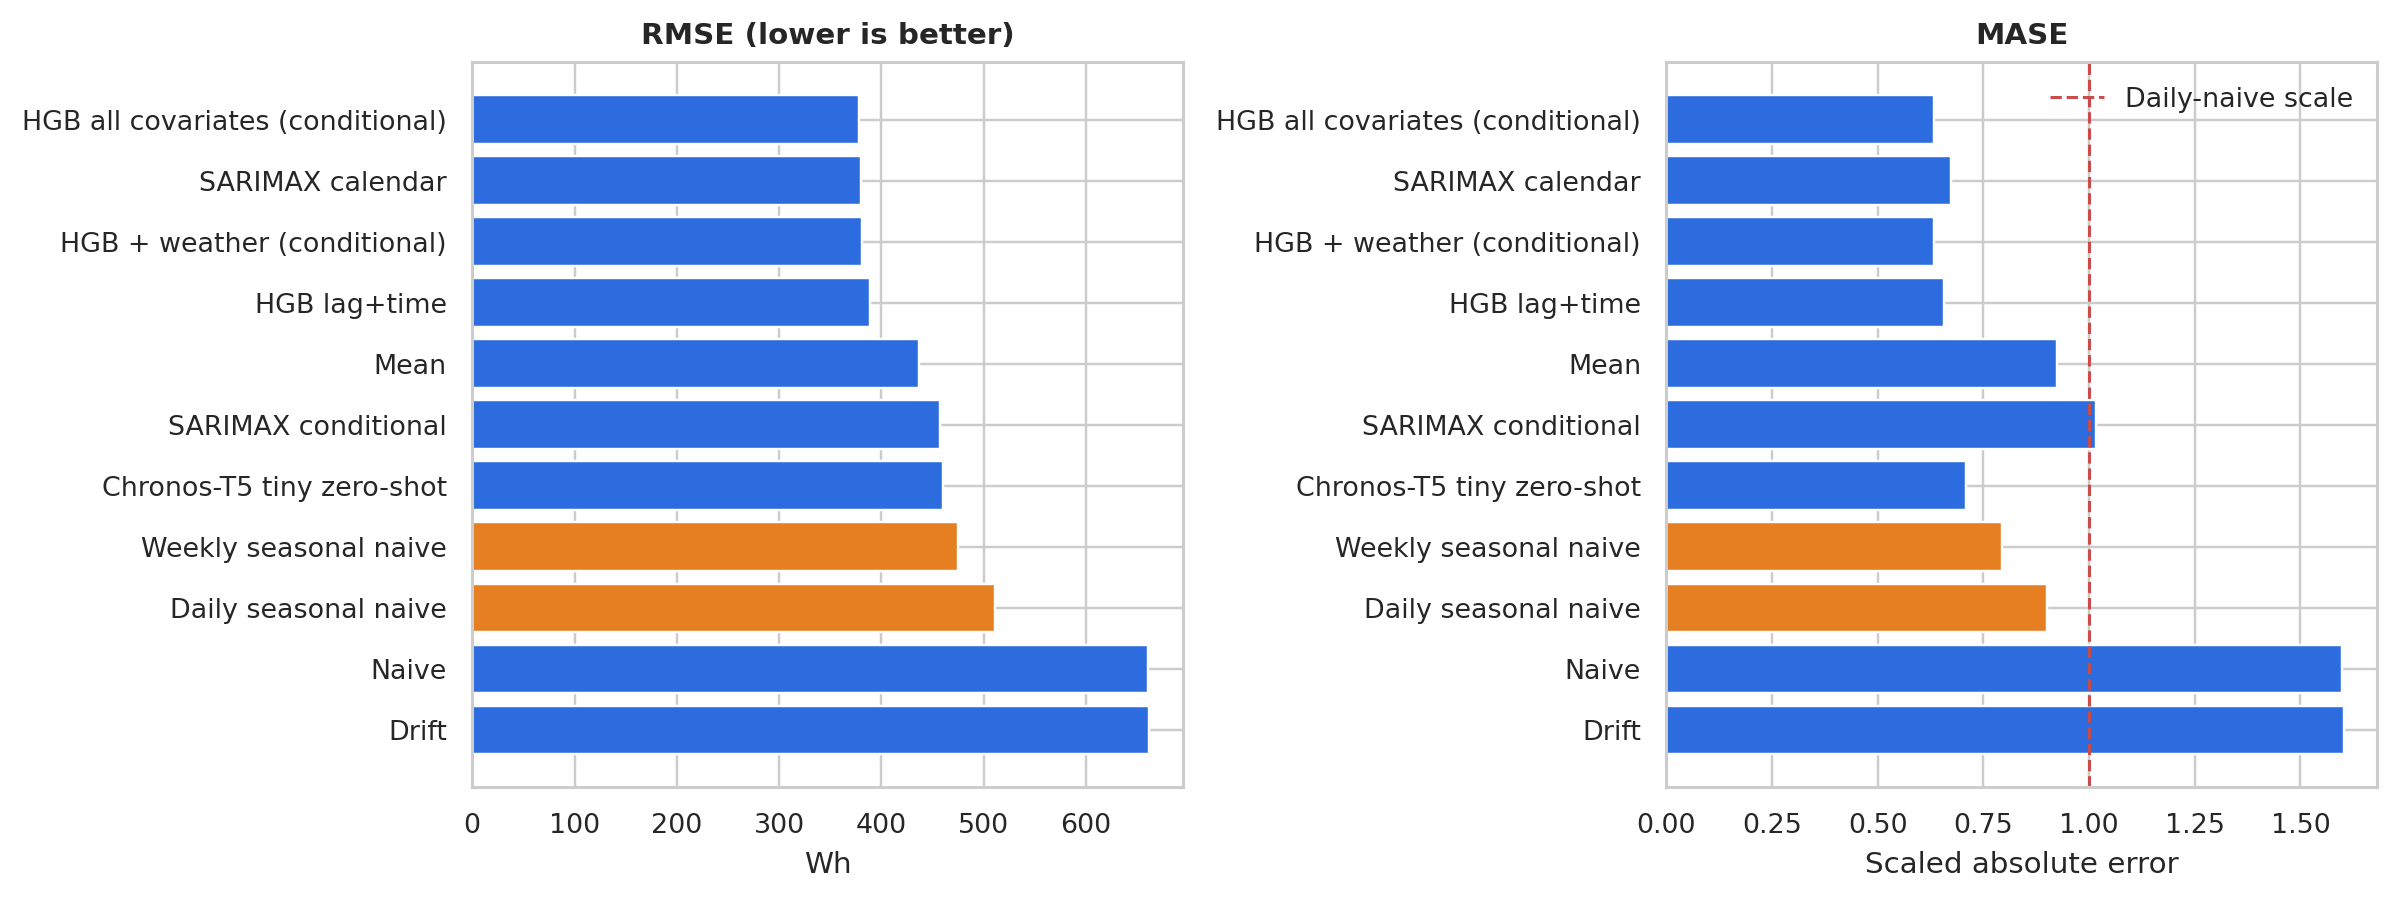 RMSE (lower is better)
HGB all covariates (conditional)
SARIMAX calendar
HGB + weather (conditional)
HGB lag+time
Mean
SARIMAX conditional
Chronos-T5 tiny zero-shot
Weekly seasonal naive
Daily seasonal naive
Naive
Drift
0 100 200 300 400 500 600
Wh
MASE
Daily-naive scale
HGB all covariates (conditional)
SARIMAX calendar
HGB + weather (conditional)
HGB lag+time
Mean
SARIMAX conditional
Chronos-T5 tiny zero-shot
Weekly seasonal naive
Daily seasonal naive
Naive
Drift
0.00 0.25 0.50 0.75 1.00 1.25 1.50
Scaled absolute error